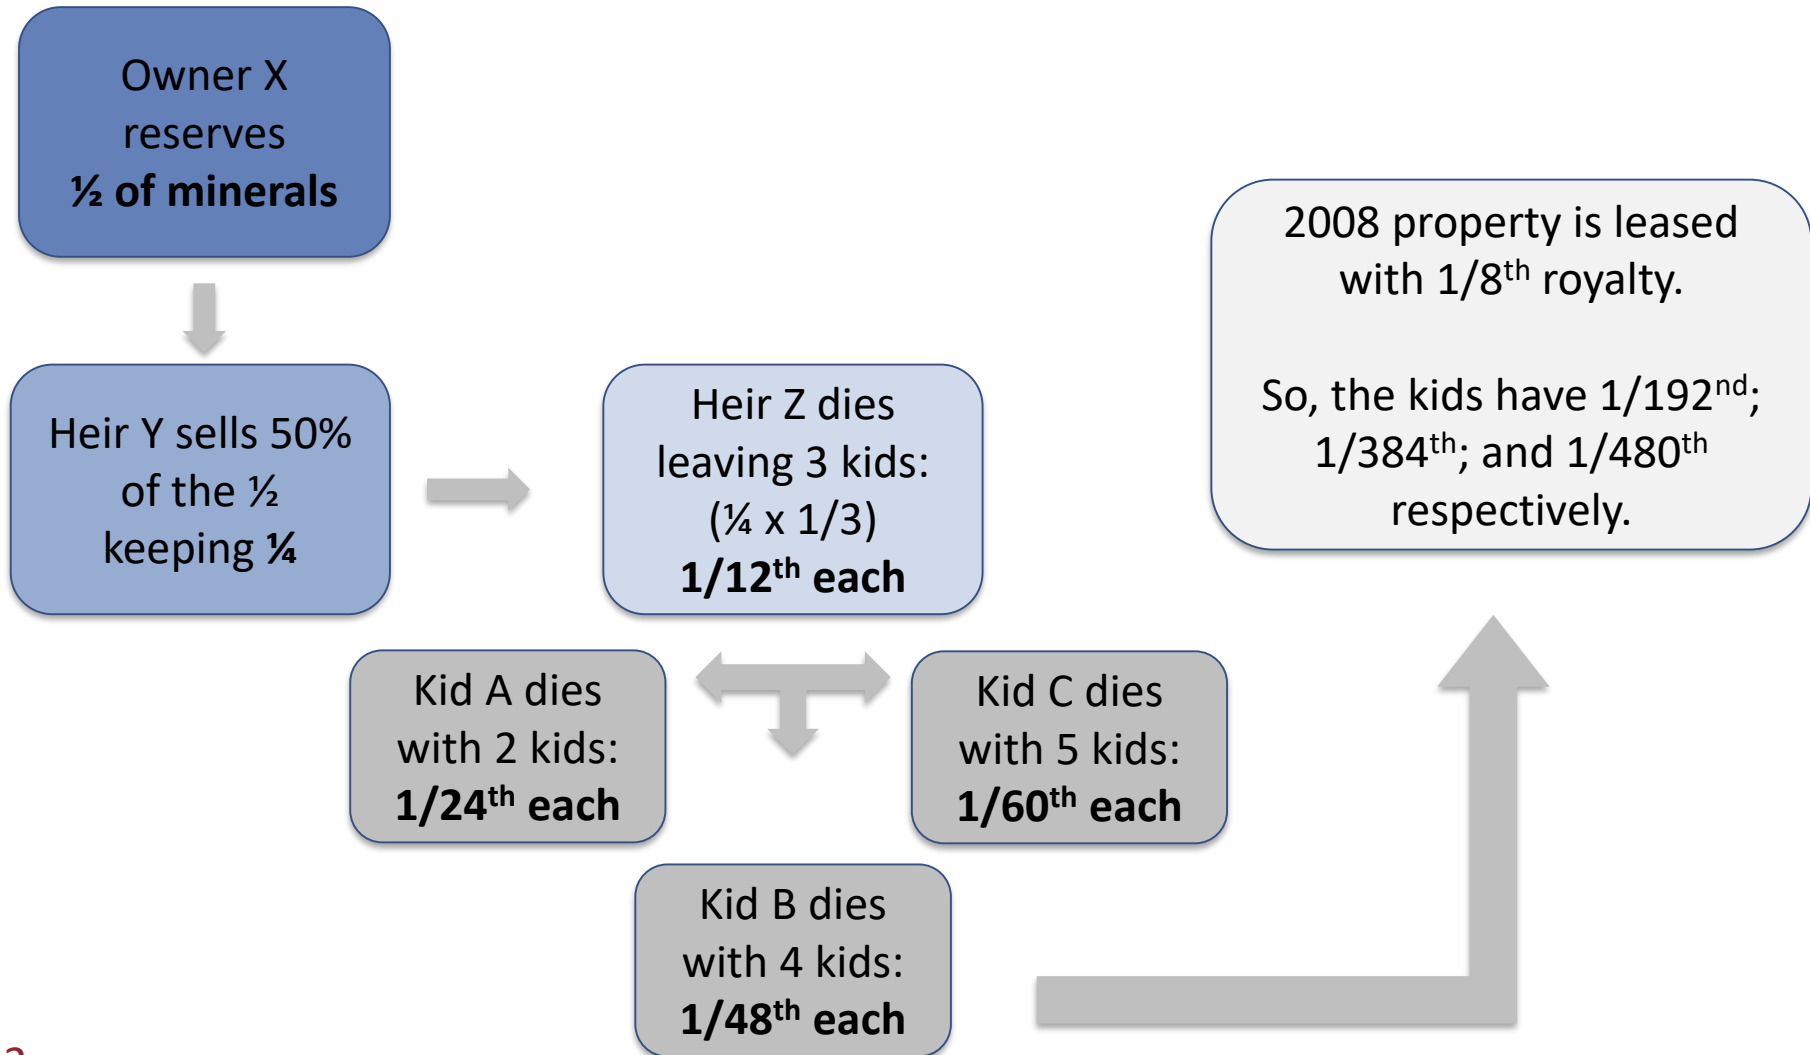 Owner X
reserves
½ of minerals
Heir Y sells 50%
of the ½
keeping ¼
Heir Z dies
leaving 3 kids:
(¼ x 1/3)
1/12th each
Kid A dies
with 2 kids:
1/24th each
Kid B dies
with 4 kids:
1/48th each
Kid C dies
with 5 kids:
1/60th each
2008 property is leased
with 1/8th royalty.
So, the kids have 1/192nd;
1/384th; and 1/480th
respectively.